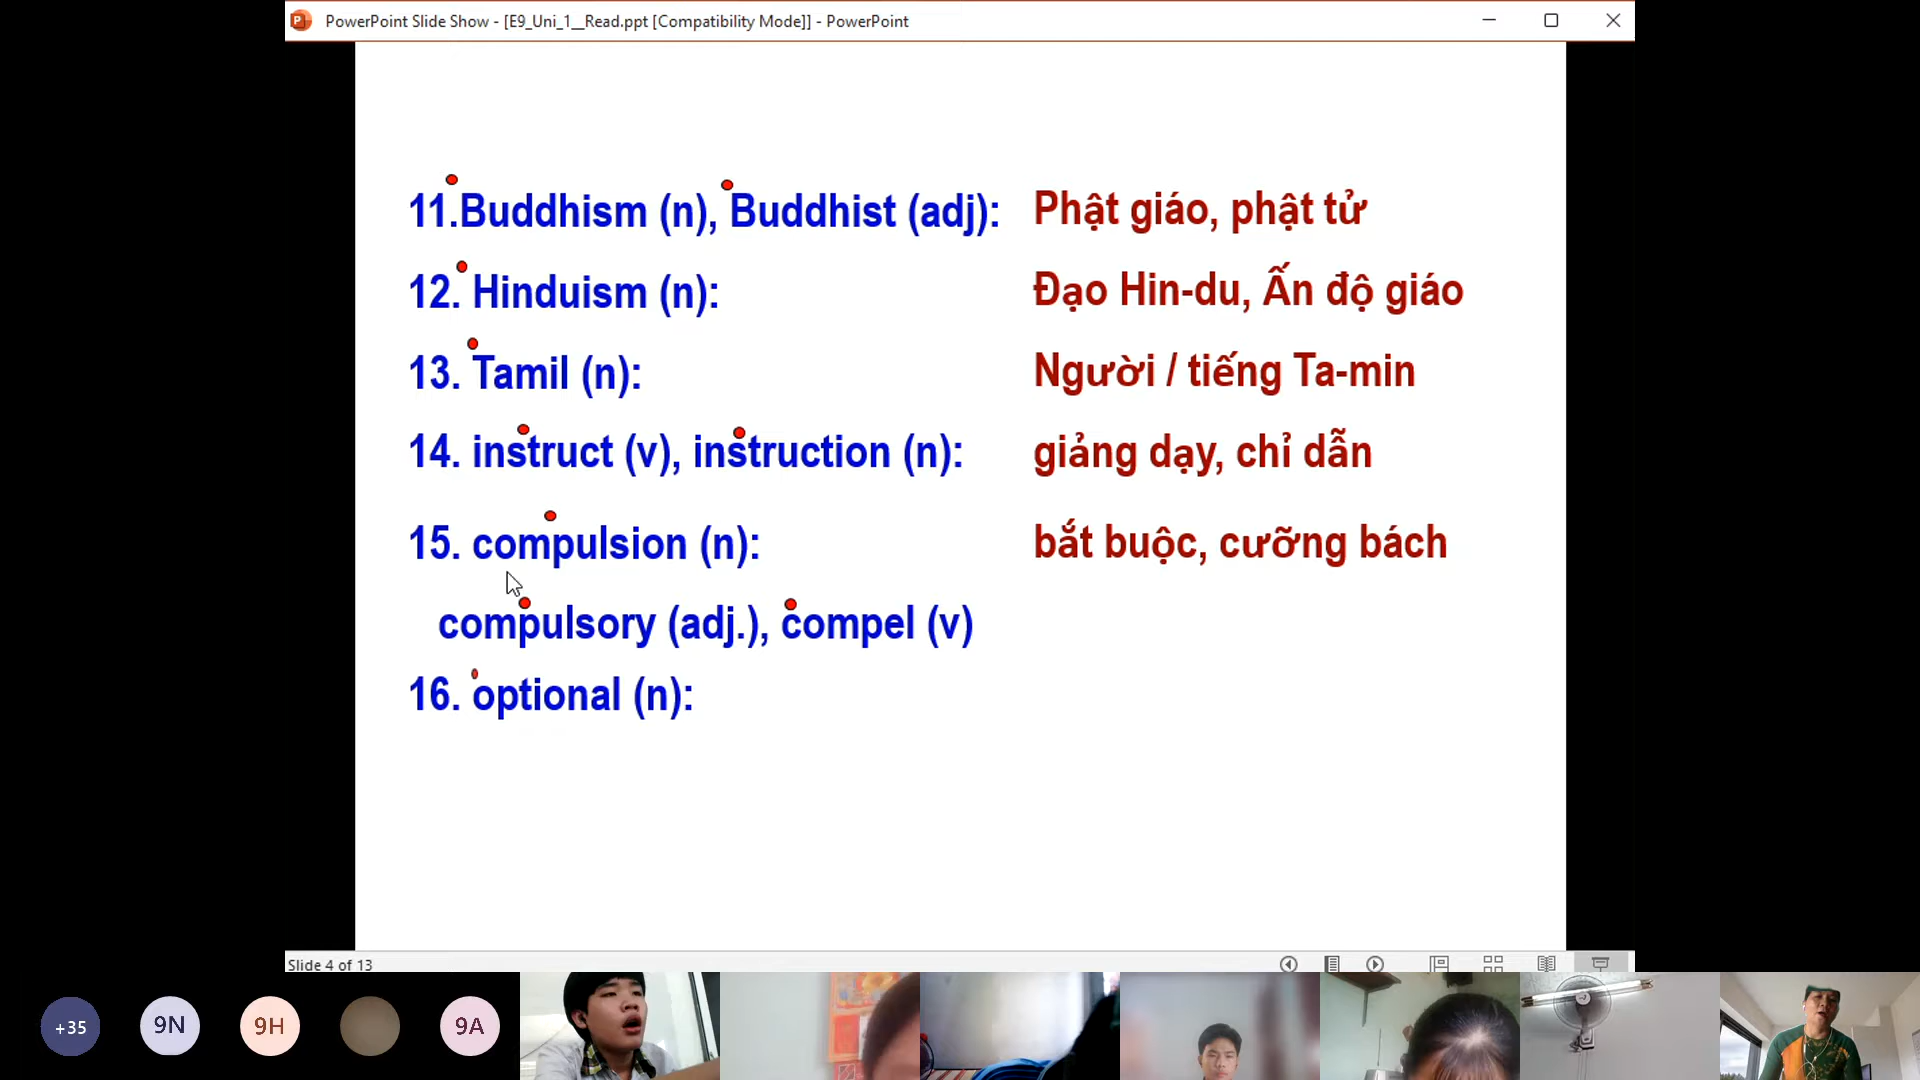 PowerPoint Slide Show - [E9_Uni_1__Read.ppt [Compatibility Mode]] - PowerPoint
11.Buddhism (n), Buddhist (adj): Phật giáo, phật tử
12. Hinduism (n): Đạo Hin-du, Ấn độ giáo
13. Tamil (n): Người / tiếng Ta-min
14. instruct (v), instruction (n): giảng dạy, chỉ dẫn
15. compulsion (n): bắt buộc, cưỡng bách
compulsory (adj.), compel (v)
16. optional (n):
Slide 4 of 13
+35 9N 9H 9A